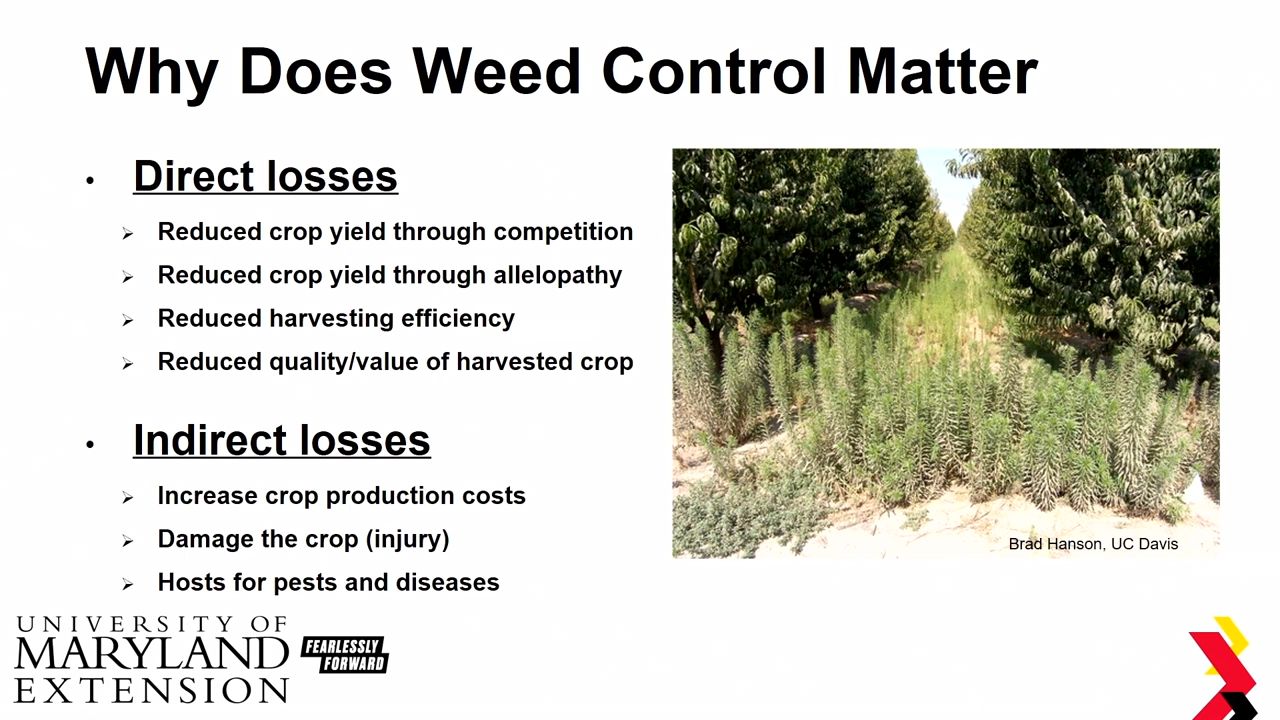 Why Does Weed Control Matter
• Direct losses
➢ Reduced crop yield through competition
➢ Reduced crop yield through allelopathy
➢ Reduced harvesting efficiency
➢ Reduced quality/value of harvested crop
• Indirect losses
➢ Increase crop production costs
➢ Damage the crop (injury)
➢ Hosts for pests and diseases
Brad Hanson, UC Davis
UNIVERSITY OF
MARYLAND
EXTENSION
FEARLESSLY
FORWARD